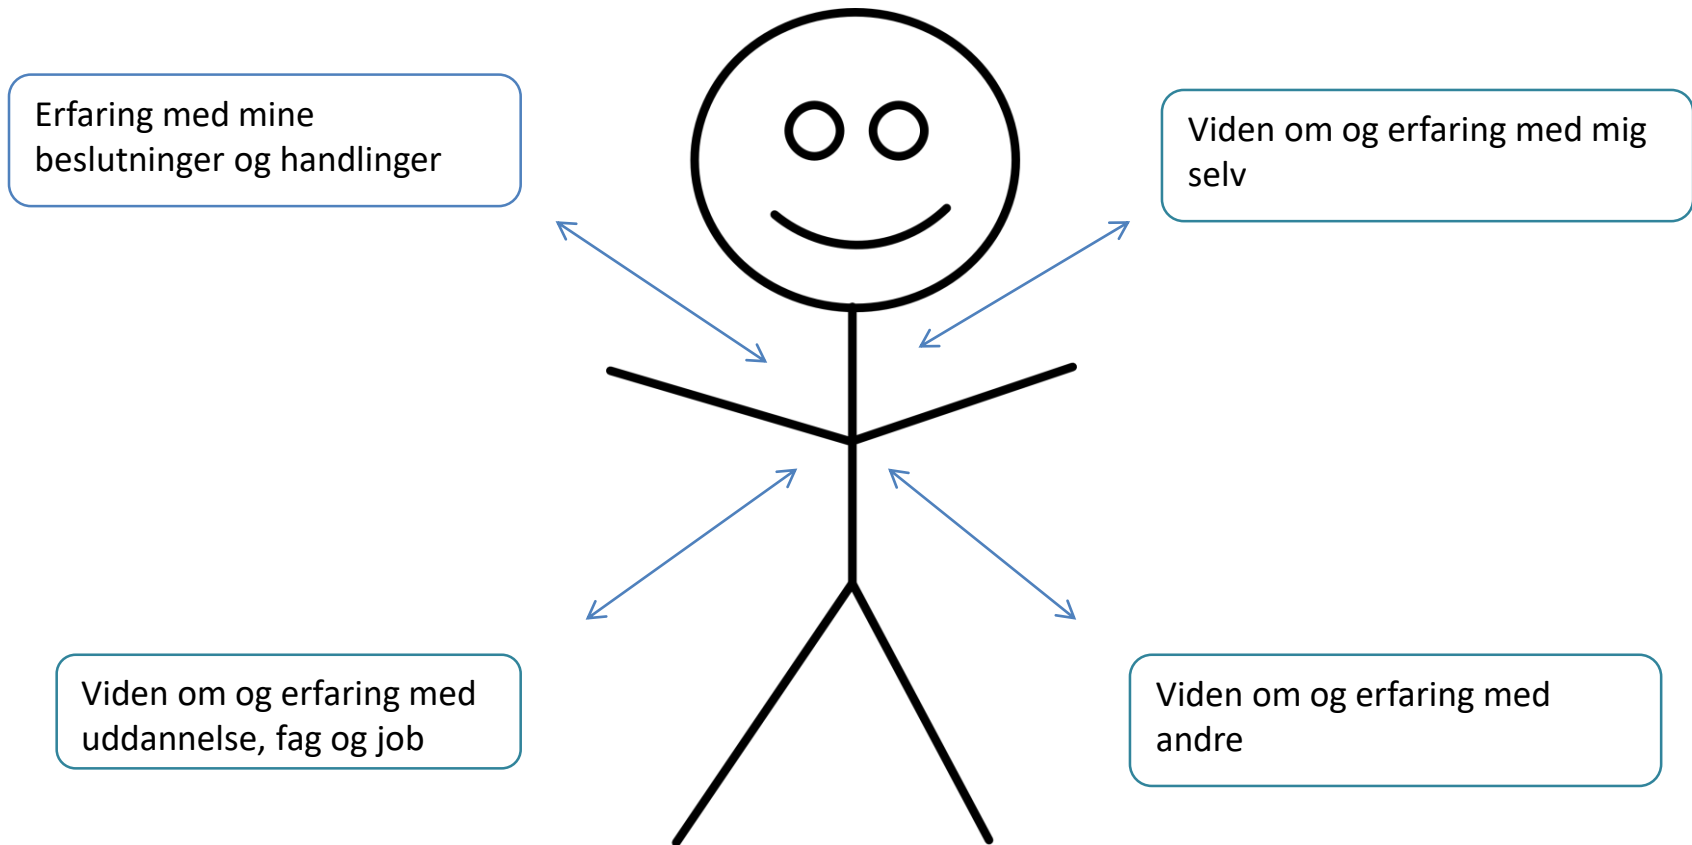 Erfaring med mine
beslutninger og handlinger
Viden om og erfaring med mig
selv
Viden om og erfaring med
uddannelse, fag og job
Viden om og erfaring med
andre